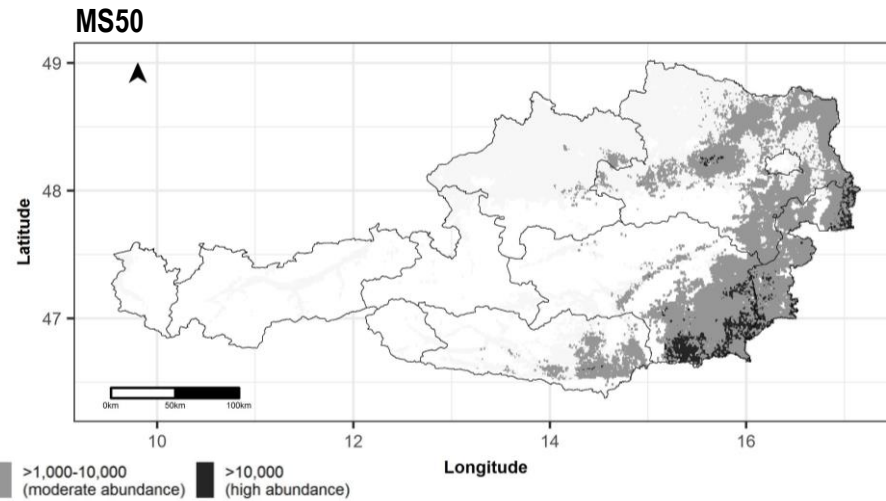 MS50
49
48
47
Latitude
0km 50km 100km
10 12 14 16
Longitude
>1,000-10,000
(moderate abundance)
>10,000
(high abundance)